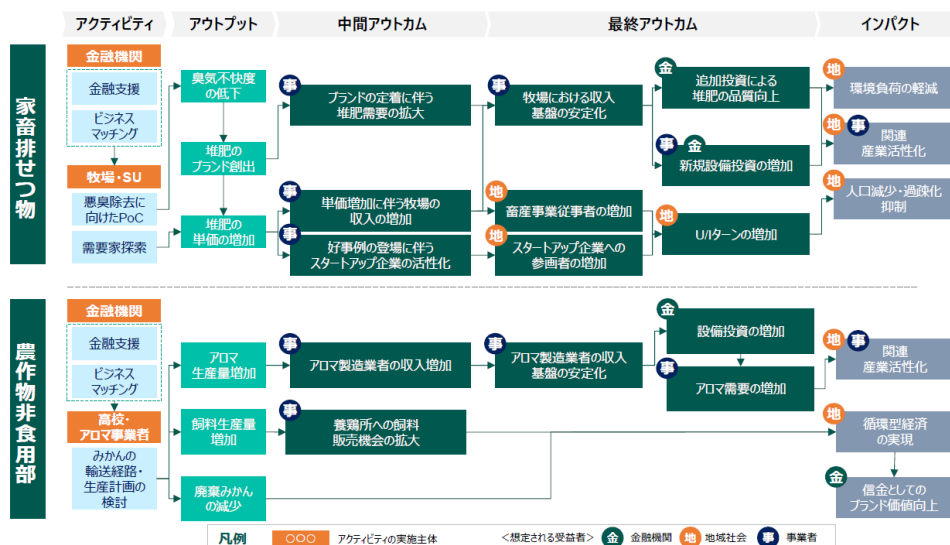 アクティビティ
アウトプット
中間アウトカム
最終アウトカム
インパクト
家畜排せつ物
金融機関
金融支援
ビジネス
マッチング
牧場・SU
悪臭除去に
向けたPoC
需要家探索
臭気不快度
の低下
堆肥の
ブランド創出
堆肥の
単価の増加
事
ブランドの定着に伴う
堆肥需要の拡大
事
単価増加に伴う牧場の
収入の増加
事
好事例の登場に伴う
スタートアップ企業の活性化
事
牧場における収入
基盤の安定化
地
畜産事業従事者の増加
地
スタートアップ企業への
参画者の増加
金
追加投資による
堆肥の品質向上
事 金
新規設備投資の増加
U/Iターンの増加
地
環境負荷の軽減
地 事
関連
産業活性化
地
人口減少・過疎化
抑制
農作物非食用部
金融機関
金融支援
ビジネス
マッチング
高校・
アロマ事業者
みかんの
輸送経路・
生産計画の
検討
アロマ
生産量増加
飼料生産量
増加
廃棄みかん
の減少
事
アロマ製造業者の収入増加
事
養鶏所への飼料
販売機会の拡大
事
アロマ製造業者の収入
基盤の安定化
金
設備投資の増加
事
アロマ需要の増加
地 事
関連
産業活性化
地
循環型経済
の実現
金
信金としての
ブランド価値向上
凡例
○○○
アクティビティの実施主体
<想定される受益者>
金 金融機関
地 地域社会
事 事業者